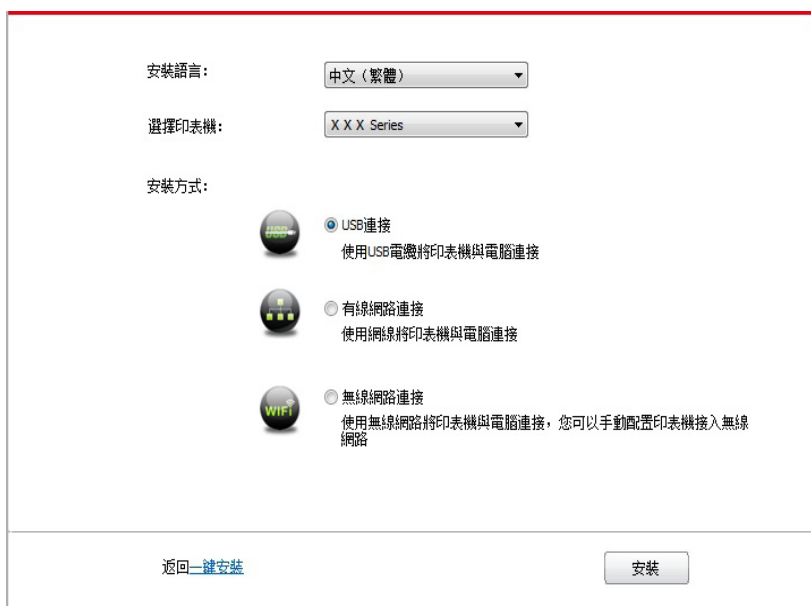 安裝語言：
中文（繁體）
選擇印表機：
X X X Series
安裝方式：
USB
USB連接
使用USB電纜將印表機與電腦連接
有線網路連接
使用網線將印表機與電腦連接
WiFi
無線網路連接
使用無線網路將印表機與電腦連接，您可以手動配置印表機接入無線
網路
返回一鍵安裝
安裝